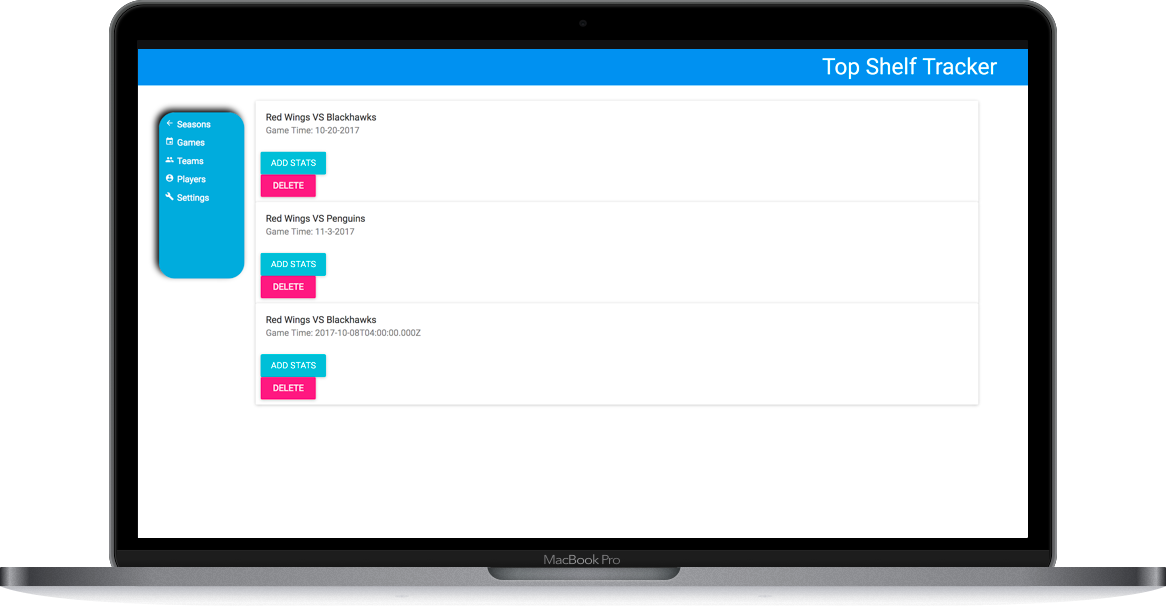 Top Shelf Tracker
Seasons
Games
Teams
Players
Settings
Red Wings VS Blackhawks
Game Time: 10-20-2017
ADD STATS
DELETE
Red Wings VS Penguins
Game Time: 11-3-2017
ADD STATS
DELETE
Red Wings VS Blackhawks
Game Time: 2017-10-08T04:00:00.000Z
ADD STATS
DELETE
MacBook Pro